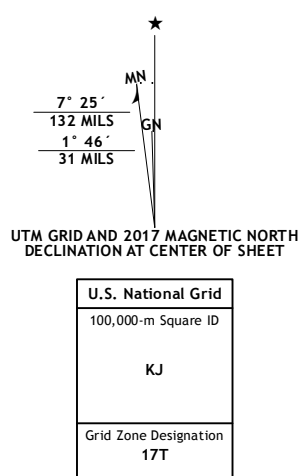 ★
MN
GN
7° 25´
132 MILS
1° 46´
31 MILS
UTM GRID AND 2017 MAGNETIC NORTH
DECLINATION AT CENTER OF SHEET
U.S. National Grid
100,000-m Square ID
KJ
Grid Zone Designation
17T